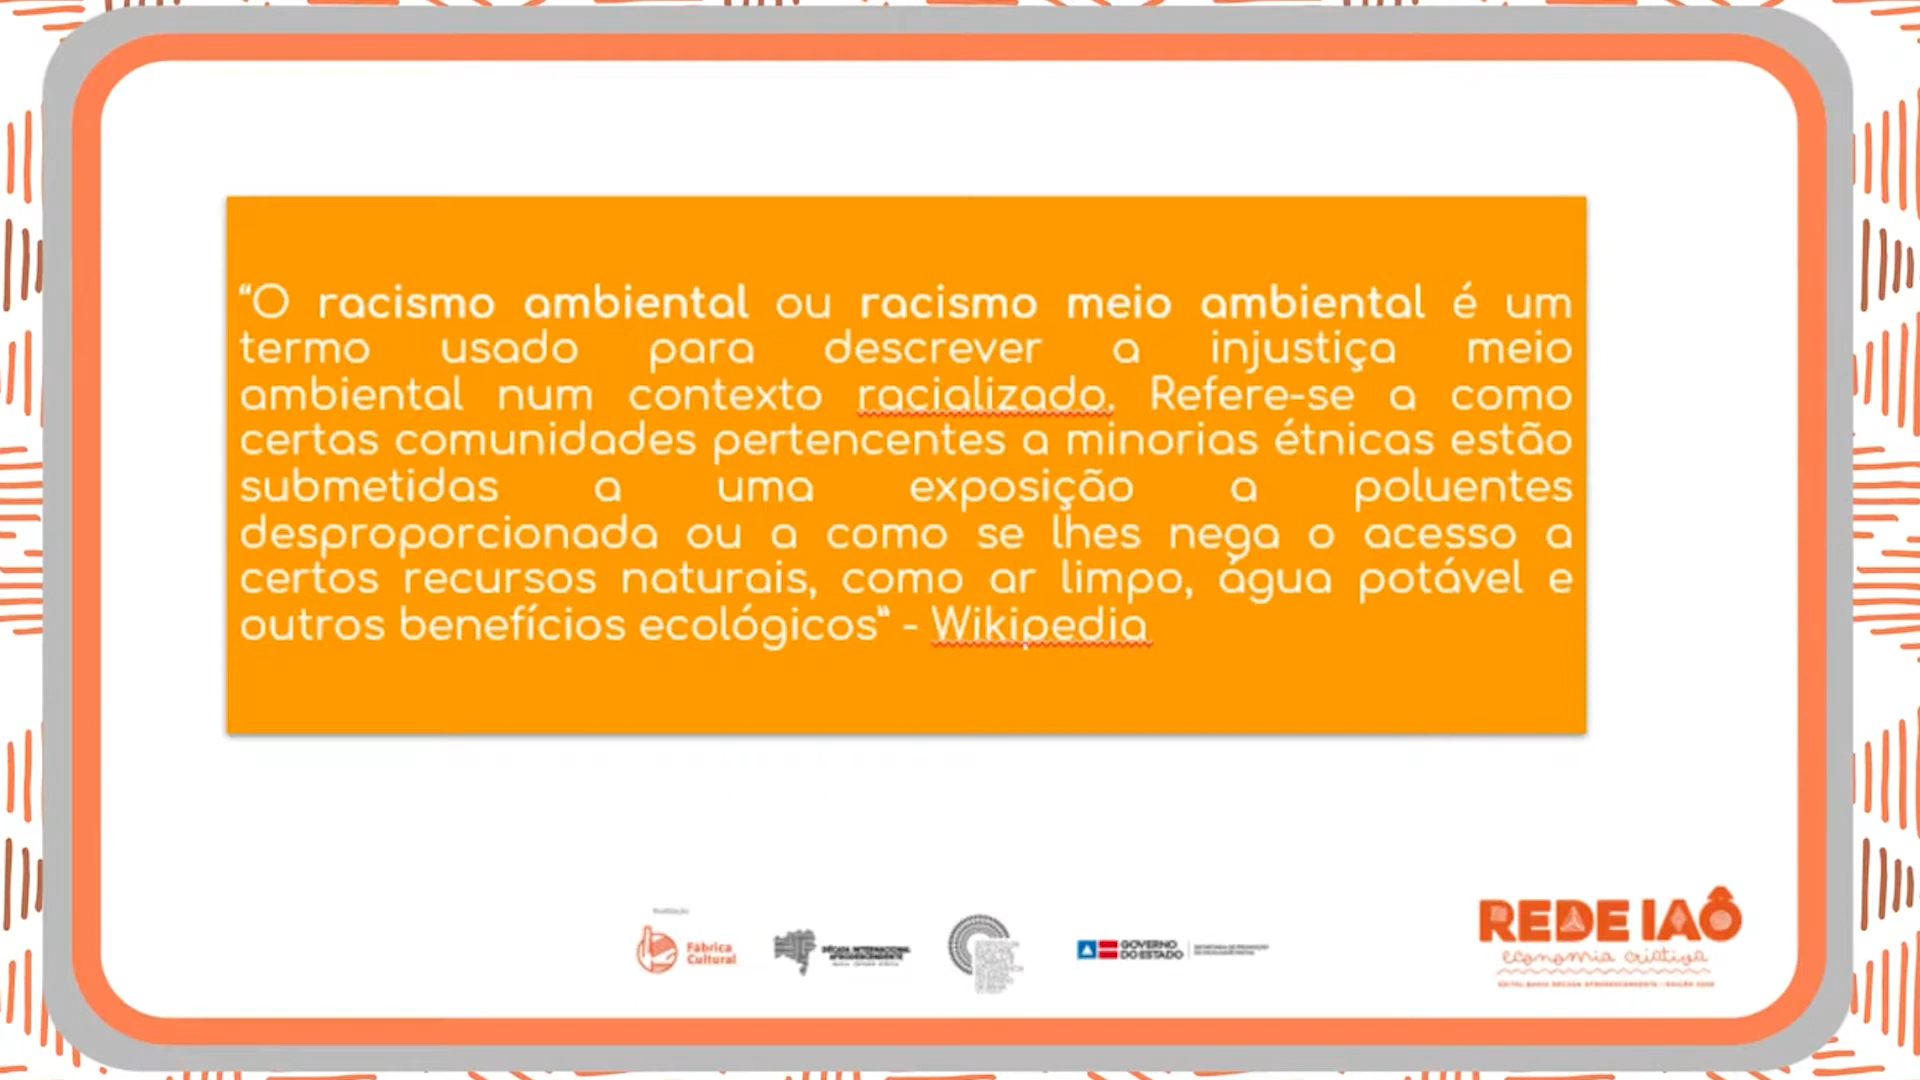 “O racismo ambiental ou racismo meio ambiental é um
termo usado para descrever a injustiça meio
ambiental num contexto racializado. Refere-se a como
certas comunidades pertencentes a minorias étnicas estão
submetidas a uma exposição a poluentes
desproporcionada ou a como se lhes nega o acesso a
certos recursos naturais, como ar limpo, água potável e
outros benefícios ecológicos” - Wikipedia
Fábrica
Cultural
DÉCADA INTERNACIONAL
AFRODESCENDENTE
GOVERNO
DO ESTADO
REDE IAÔ
economia criativa